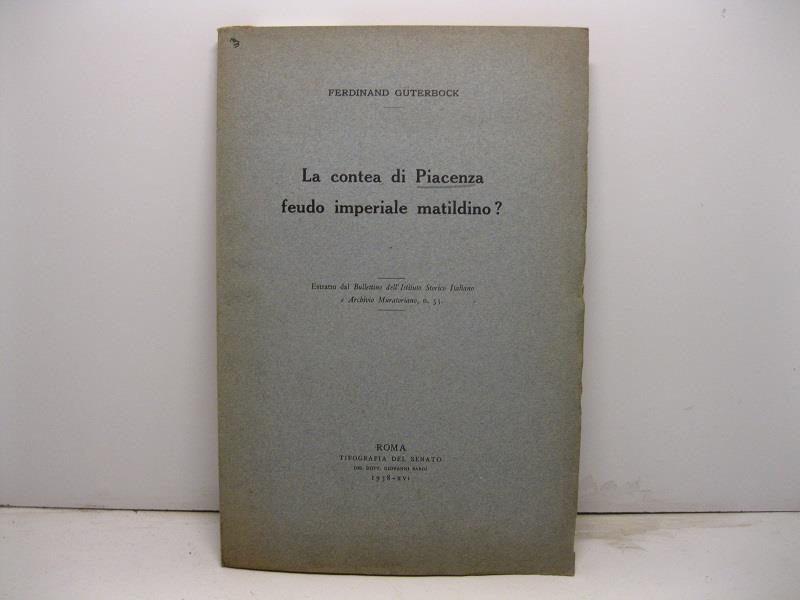 FERDINAND GÜTERBOCK
La contea di Piacenza
feudo imperiale matildino?
Estratto dal Bullettino dell'Istituto Storico Italiano
e Archivio Muratoriano, n. 53.
ROMA
TIPOGRAFIA DEL SENATO
DEL DOTT. GIOVANNI BARDI
1938-XVI